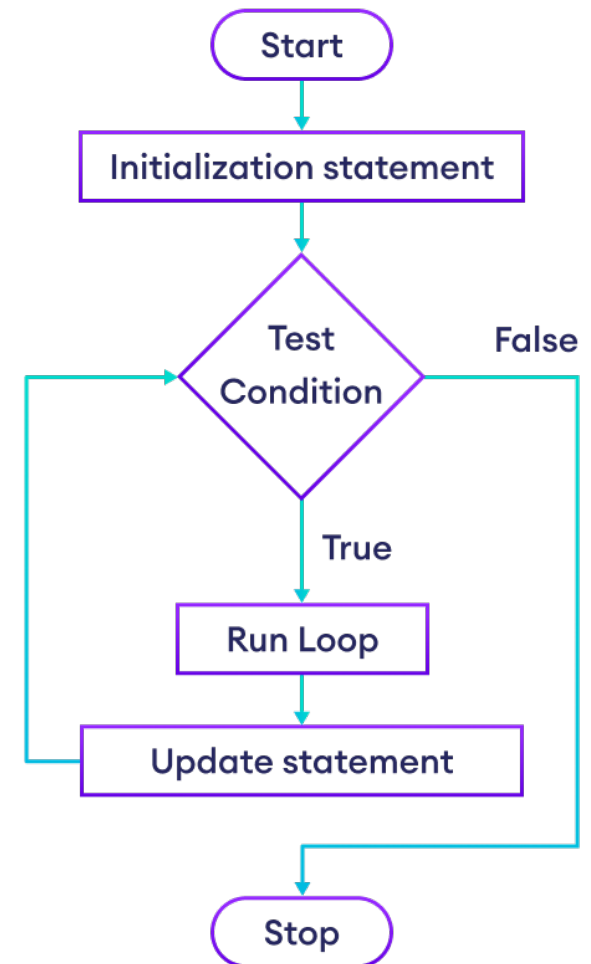 Start
Initialization statement
Test
Condition
False
True
Run Loop
Update statement
Stop